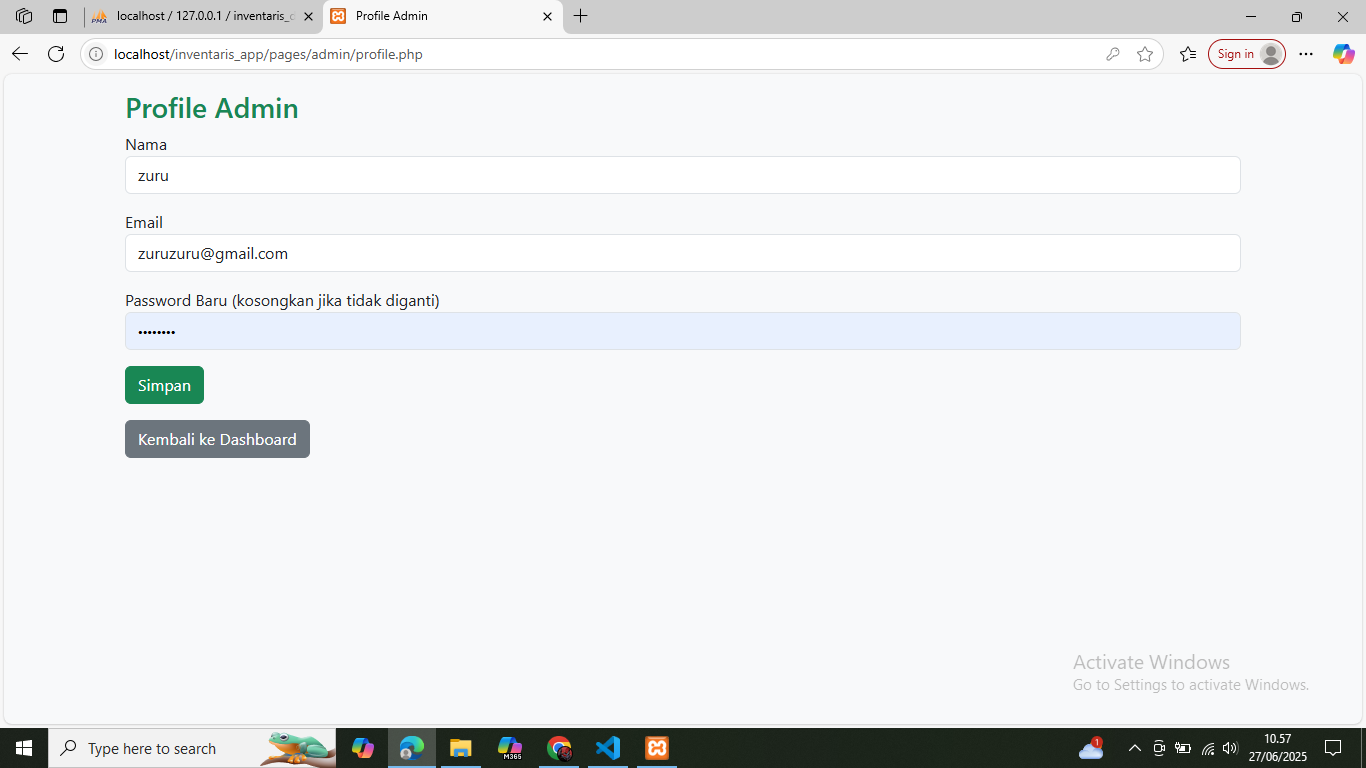 localhost / 127.0.0.1 / inventaris_d
Profile Admin
localhost/inventaris_app/pages/admin/profile.php
Sign in
Profile Admin
Nama
zuru
Email
zuruzuru@gmail.com
Password Baru (kosongkan jika tidak diganti)
••••••••
Simpan
Kembali ke Dashboard
Activate Windows
Go to Settings to activate Windows.
Type here to search
M365
1
10.57
27/06/2025